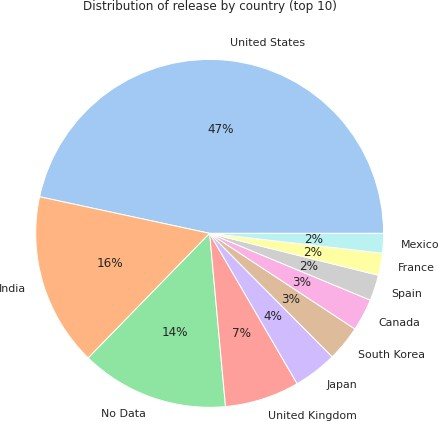 Distribution of release by country (top 10)
United States
47%
India
16%
No Data
14%
United Kingdom
7%
Japan
4%
South Korea
3%
Canada
3%
Spain
2%
France
2%
Mexico
2%